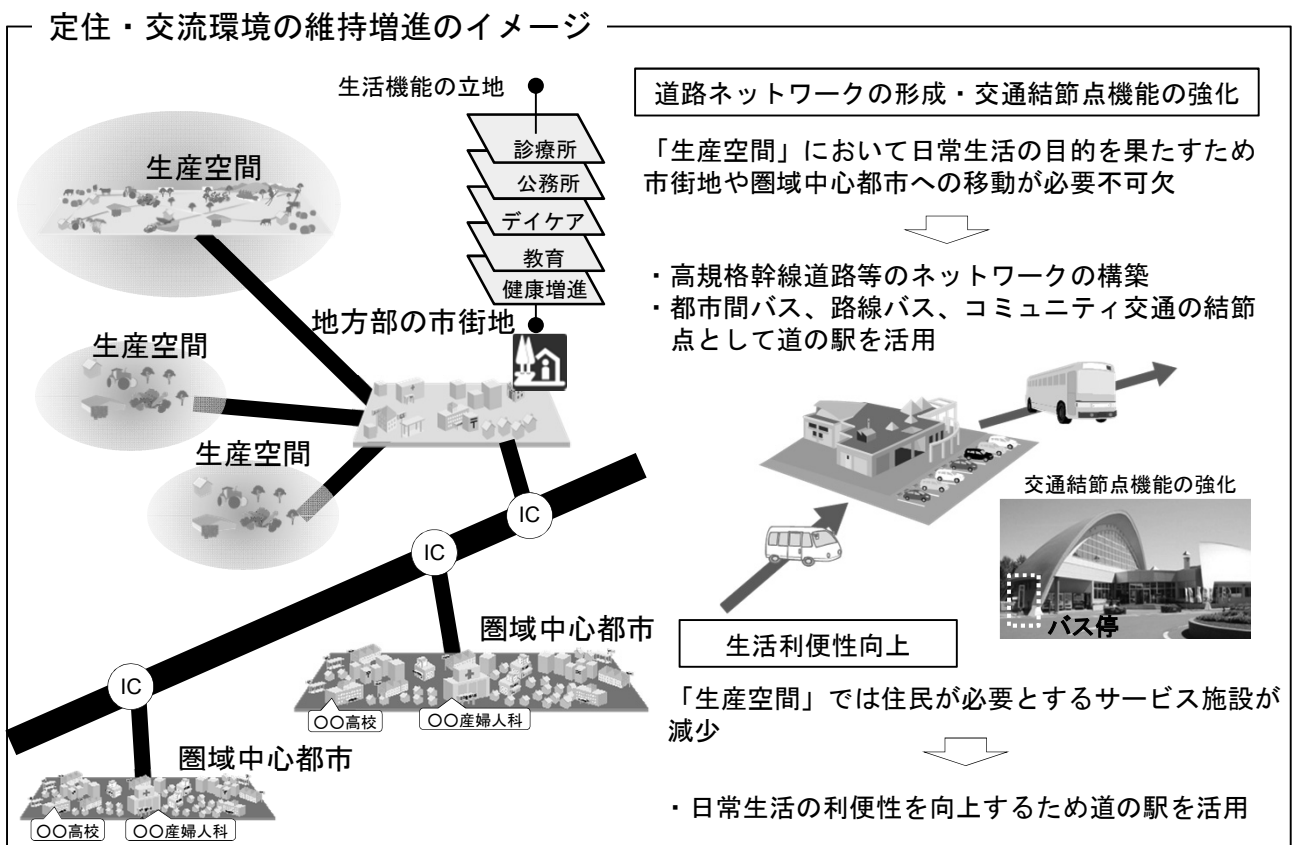 定住・交流環境の維持増進のイメージ
生活機能の立地
診療所
公務所
デイケア
教育
健康増進
生産空間
地方部の市街地
生産空間
生産空間
IC
IC
IC
圏域中心都市
〇〇高校
〇〇産婦人科
圏域中心都市
〇〇高校
〇〇産婦人科
道路ネットワークの形成・交通結節点機能の強化
「生産空間」において日常生活の目的を果たすため
市街地や圏域中心都市への移動が必要不可欠
・高規格幹線道路等のネットワークの構築
・都市間バス、路線バス、コミュニティ交通の結節
点として道の駅を活用
交通結節点機能の強化
バス停
生活利便性向上
「生産空間」では住民が必要とするサービス施設が
減少
・日常生活の利便性を向上するため道の駅を活用